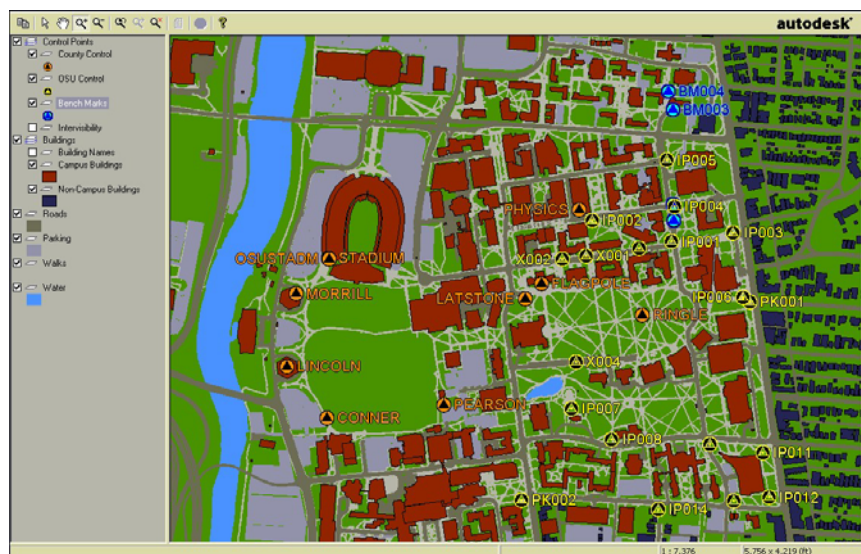 autodesk
Control Points
County Control
OSU Control
Bench Marks
Intervisibility
Buildings
Building Names
Campus Buildings
Non-Campus Buildings
Roads
Parking
Walks
Water
BM004
BM003
IP005
PHYSICS
IP004
IP002
IP003
IP001
OSUSTADM
STADIUM
X002
X001
FLAGPOLE
MORRILL
LATSTONE
IP006
PK001
RINGLE
X004
LINCOLN
PEARSON
IP007
CONNER
IP008
IP011
PK002
IP012
IP014
1 : 7,376
5,756 x 4,219 (ft)